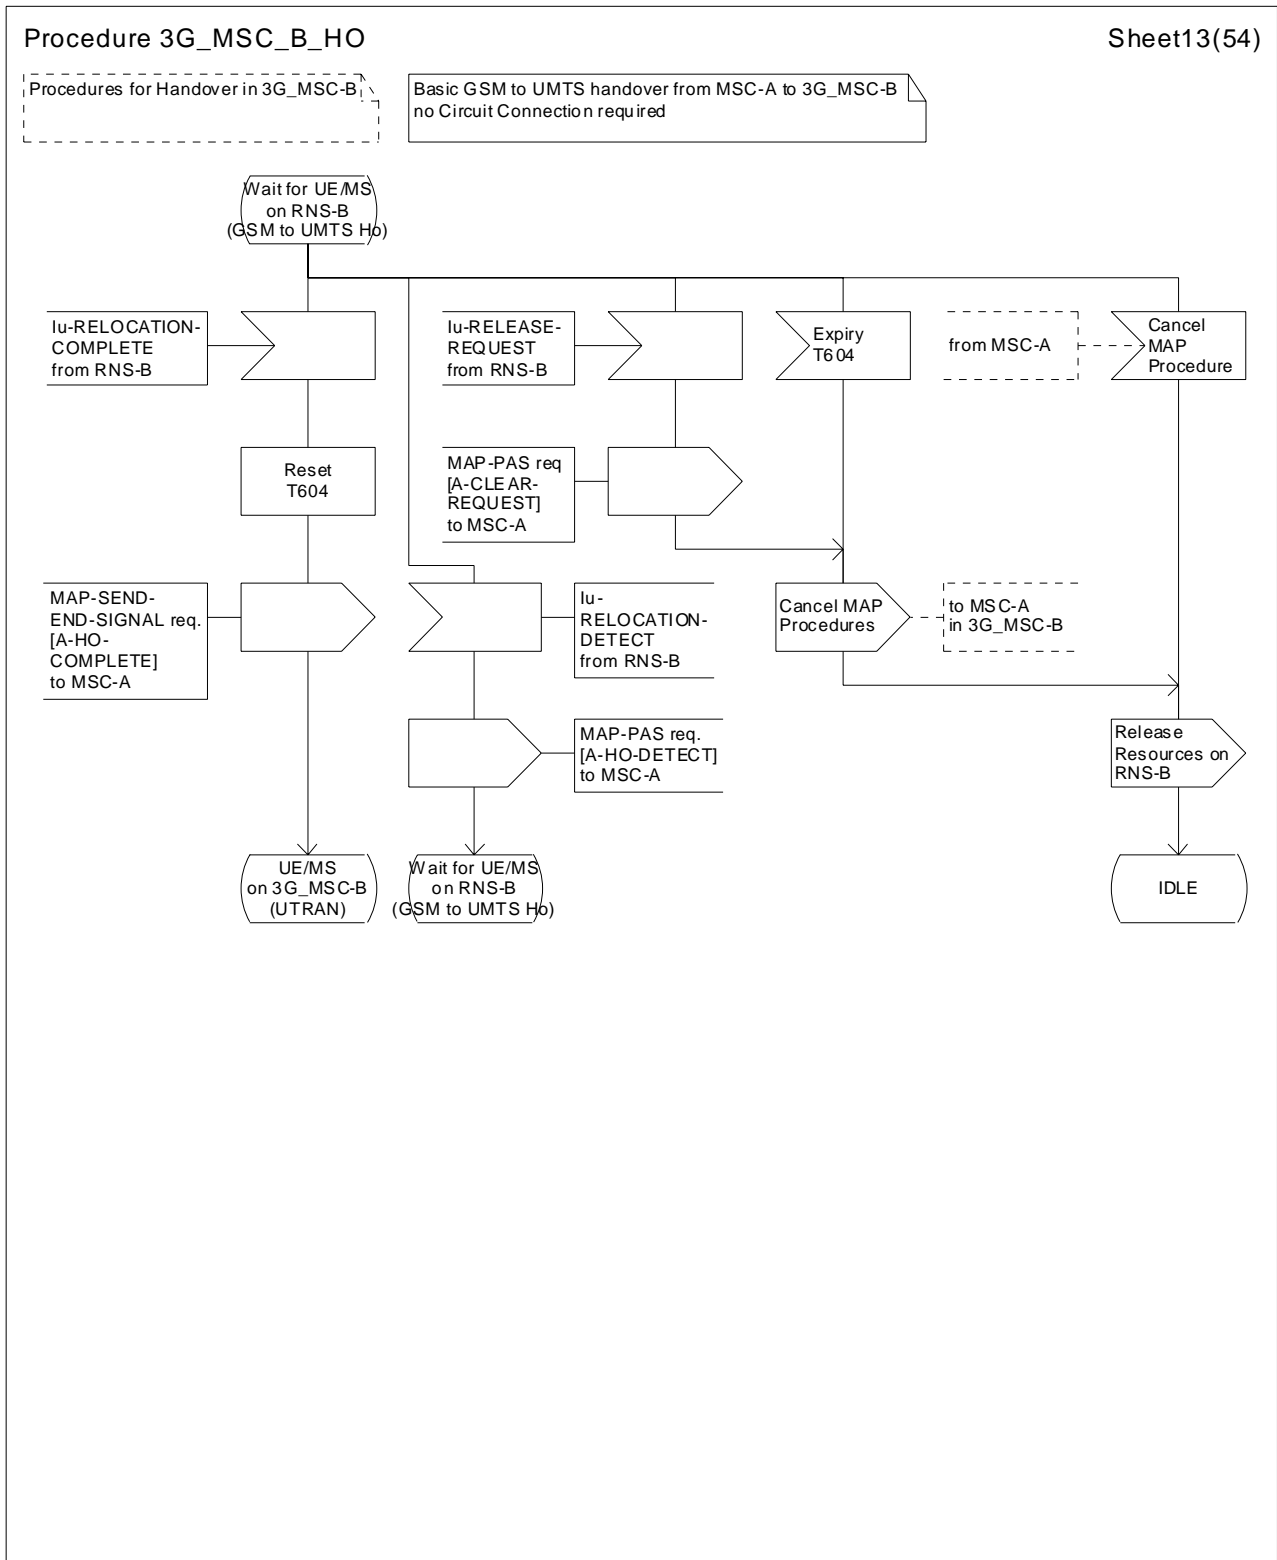 Procedure 3G_MSC_B_HO
Sheet13(54)
Procedures for Handover in 3G_MSC-B
Basic GSM to UMTS handover from MSC-A to 3G_MSC-B
no Circuit Connection required
Wait for UE/MS
on RNS-B
(GSM to UMTS Ho)
Iu-RELOCATION-
COMPLETE
from RNS-B
Iu-RELEASE-
REQUEST
from RNS-B
Expiry
T604
from MSC-A
Cancel
MAP
Procedure
Reset
T604
MAP-PAS req
[A-CLEAR-
REQUEST]
to MSC-A
MAP-SEND-
END-SIGNAL req.
[A-HO-
COMPLETE]
to MSC-A
Iu-
RELOCATION-
DETECT
from RNS-B
Cancel MAP
Procedures
to MSC-A
in 3G_MSC-B
MAP-PAS req.
[A-HO-DETECT]
to MSC-A
Release
Resources on
RNS-B
UE/MS
on 3G_MSC-B
(UTRAN)
Wait for UE/MS
on RNS-B
(GSM to UMTS Ho)
IDLE